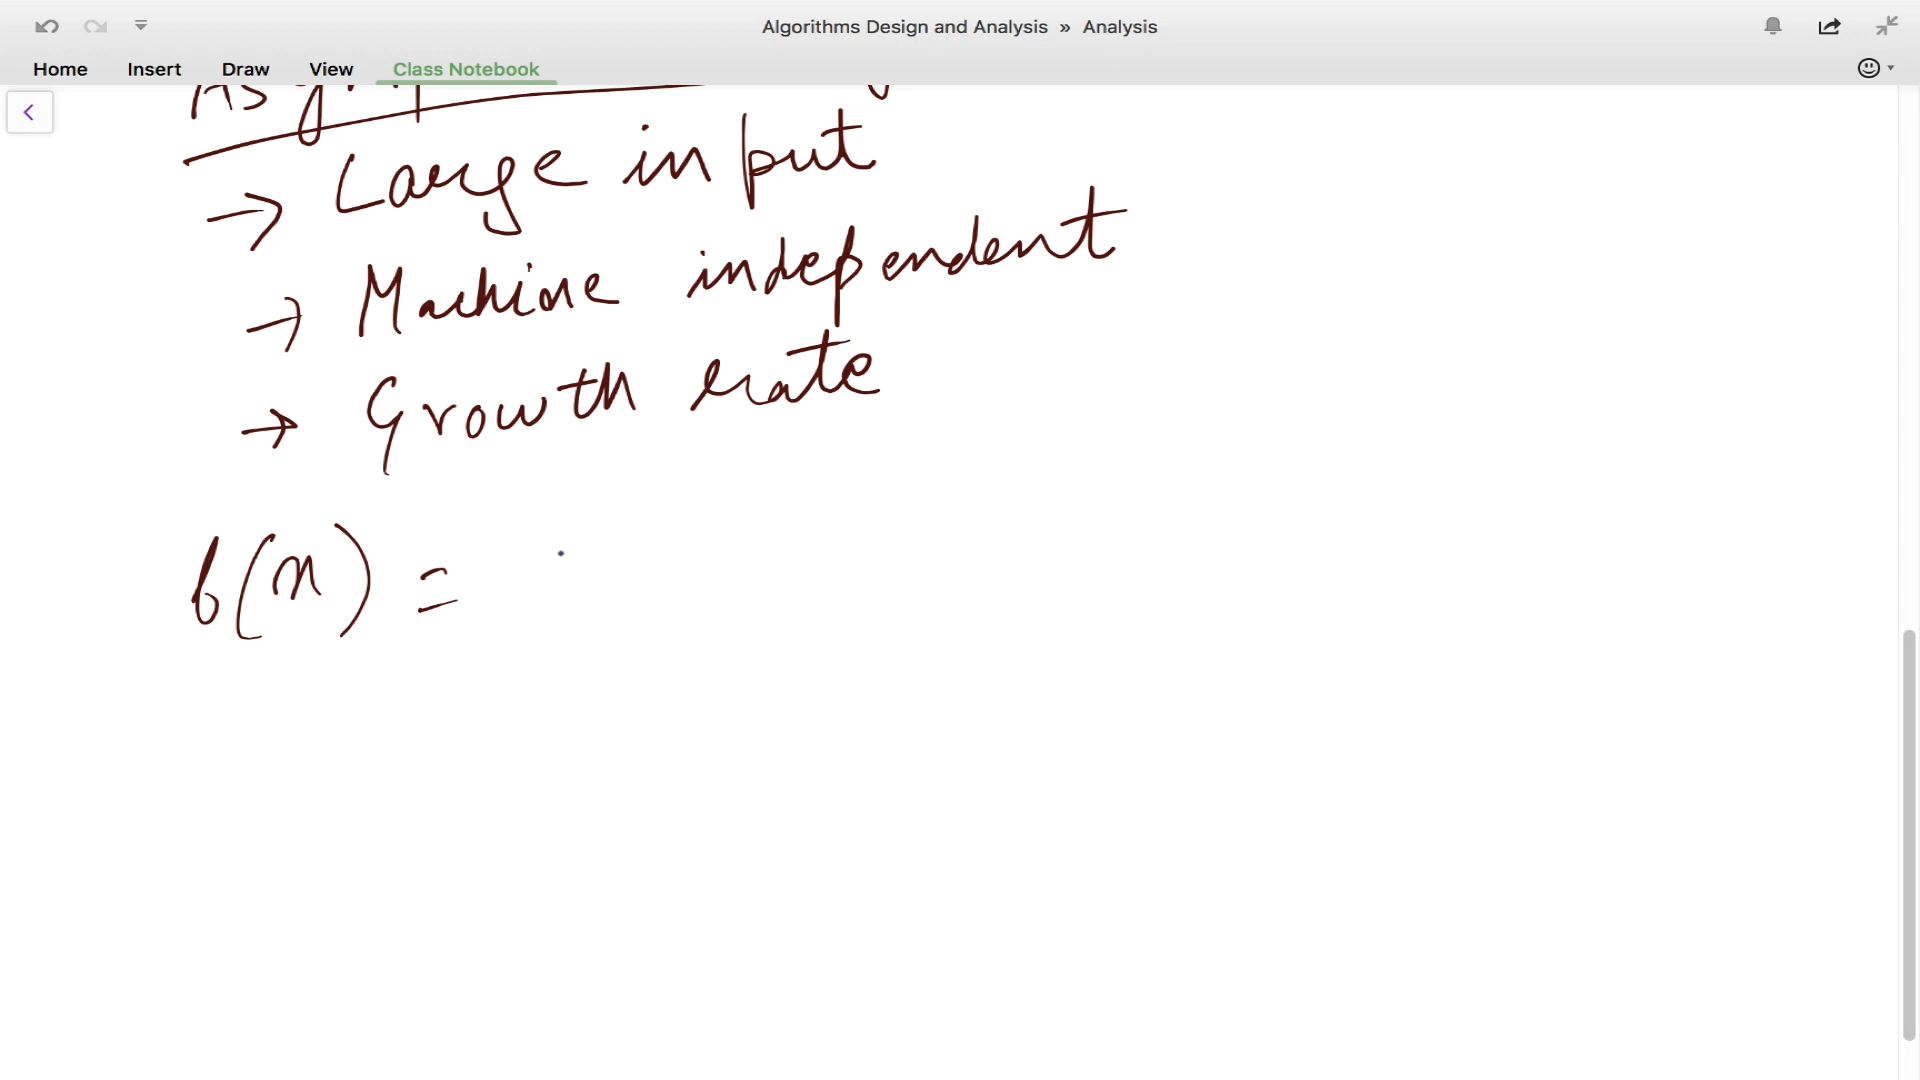 Algorithms Design and Analysis » Analysis
Home Insert Draw View Class Notebook
→ Large input
→ Machine independent
→ Growth rate
f(n) =